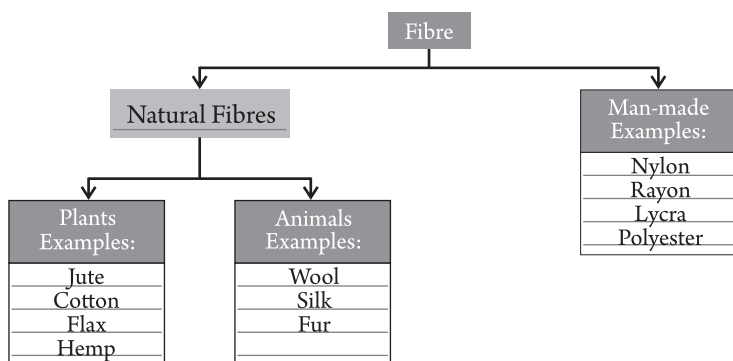 Fibre
Natural Fibres
Man-made
Examples:
Nylon
Rayon
Lycra
Polyester
Plants
Examples:
Jute
Cotton
Flax
Hemp
Animals
Examples:
Wool
Silk
Fur